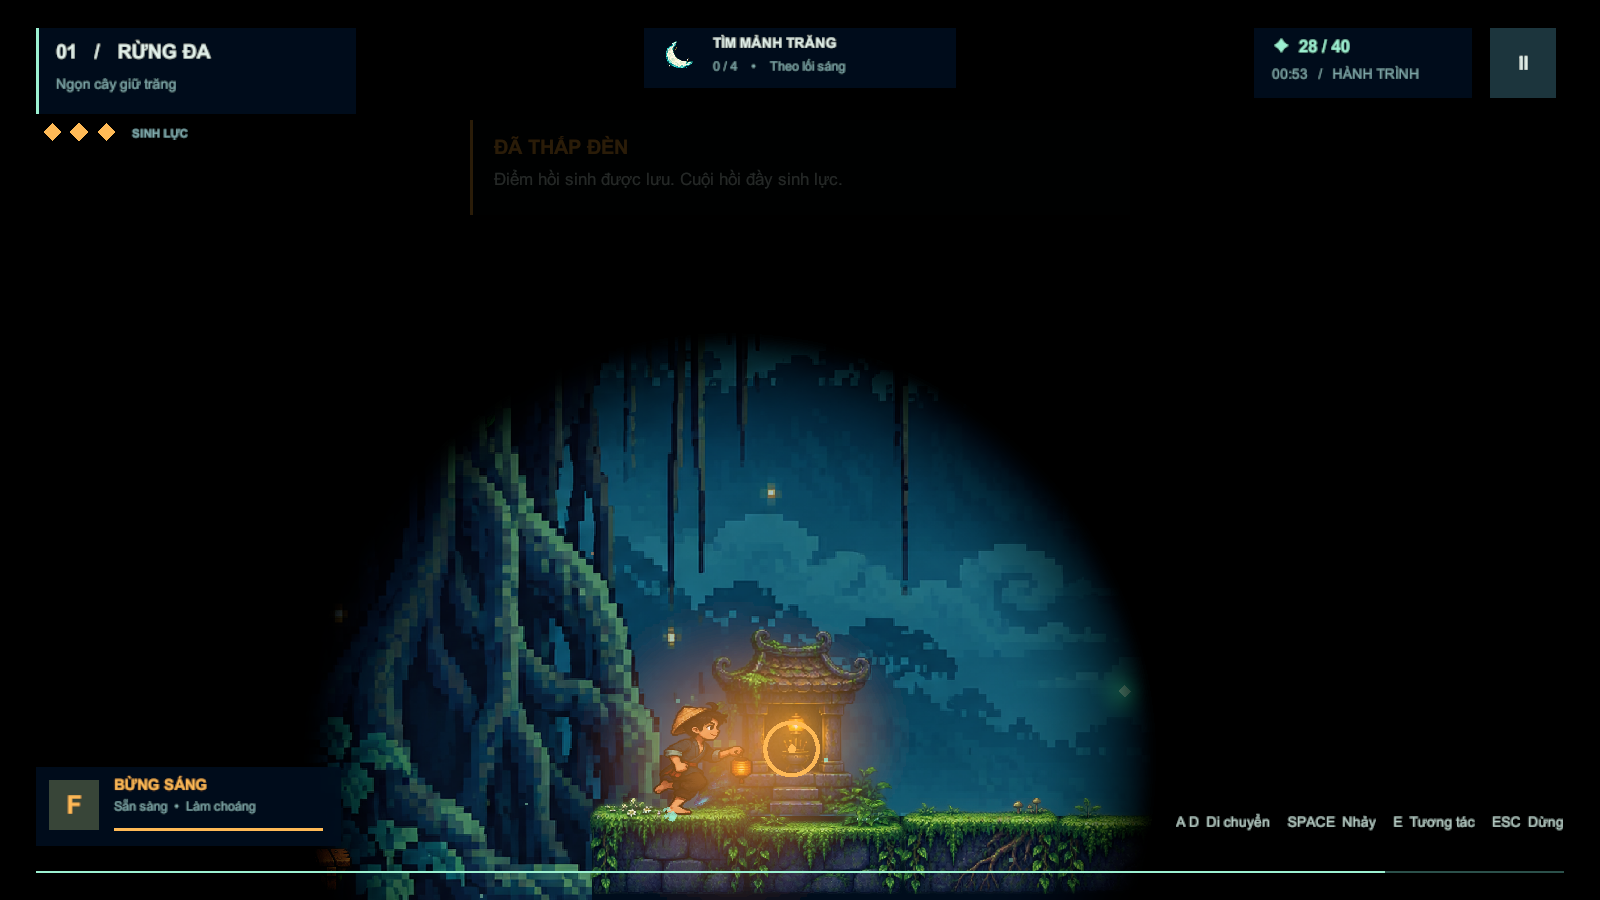 01 / RỪNG ĐA
Ngọn cây giữ trăng
SINH LỰC
TÌM MẢNH TRĂNG
0 / 4 • Theo lối sáng
28 / 40
00:53 / HÀNH TRÌNH
ĐÃ THẮP ĐÈN
Điểm hồi sinh được lưu. Cuội hồi đầy sinh lực.
F
BỪNG SÁNG
Sẵn sàng • Làm choáng
A D Di chuyển SPACE Nhảy E Tương tác ESC Dừng